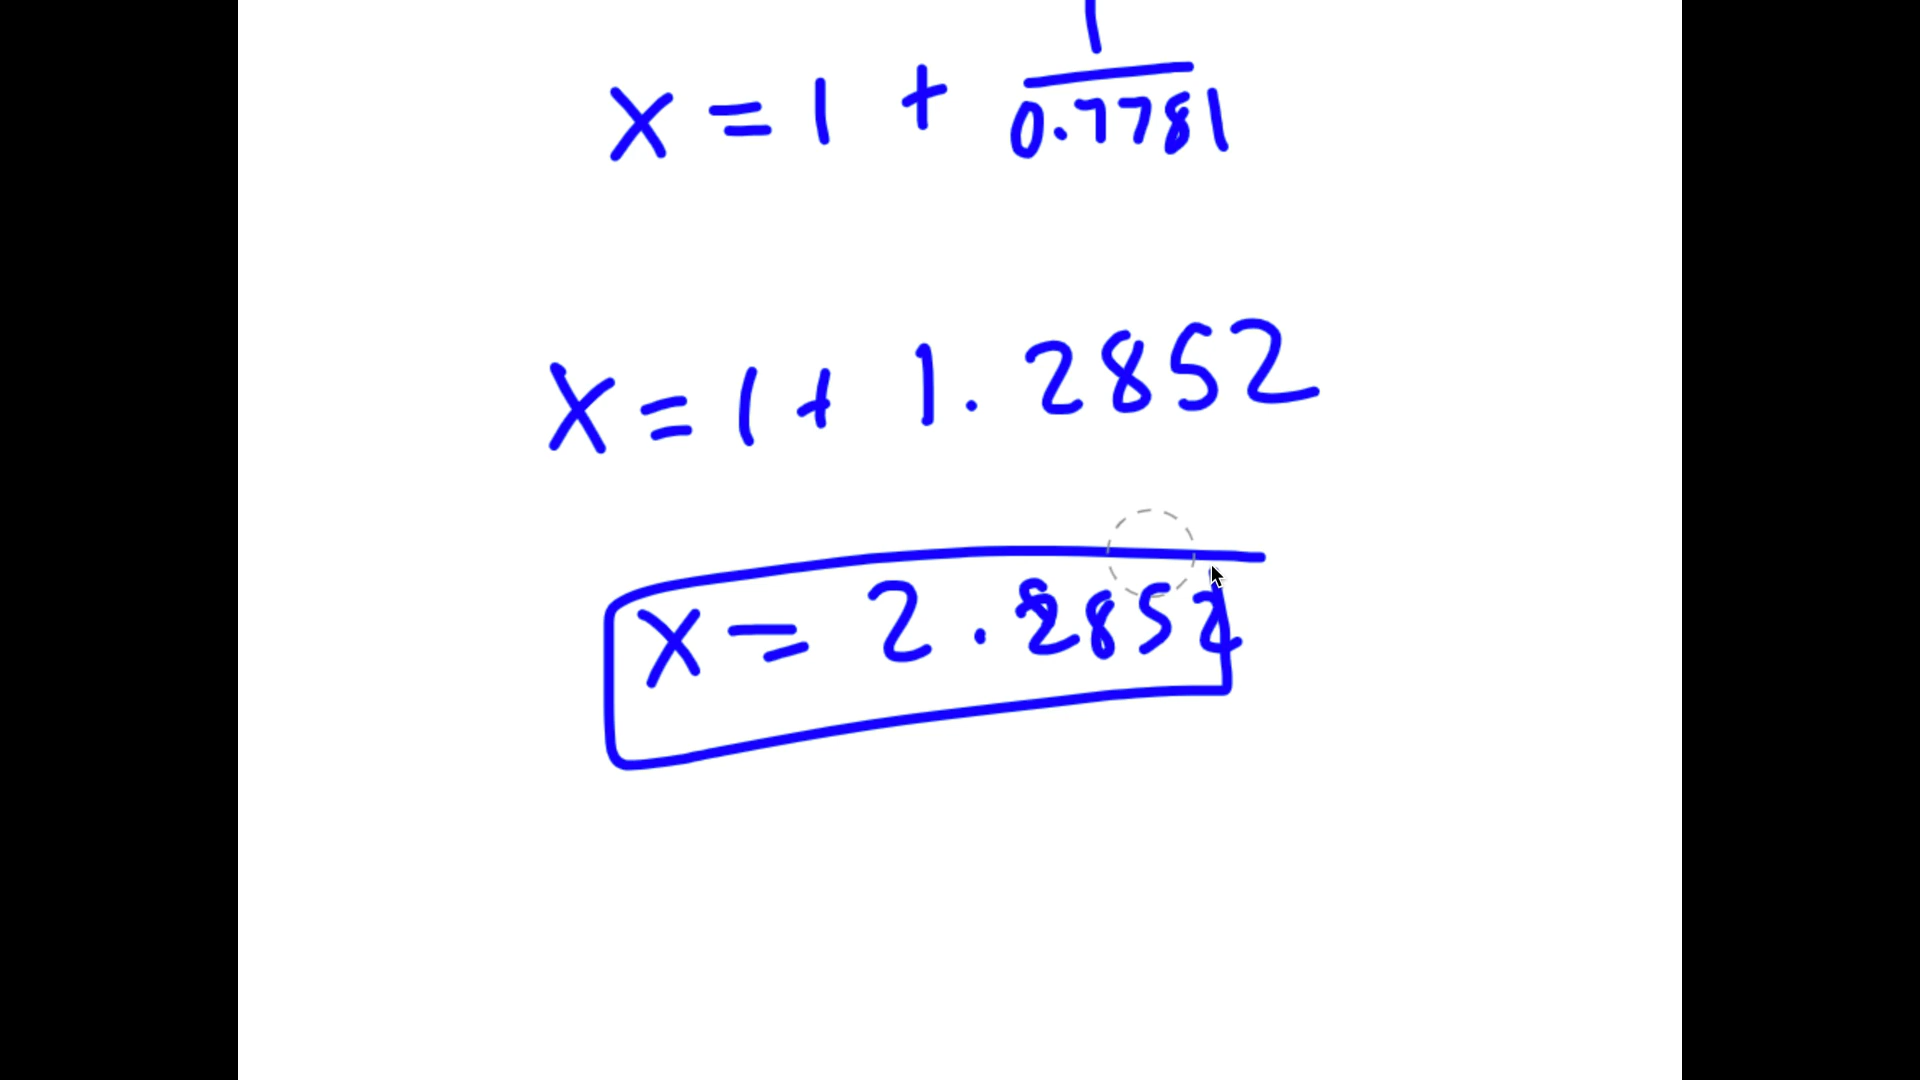 x = 1 + 1/0.7781
x = 1 + 1.2852
x = 2.2852